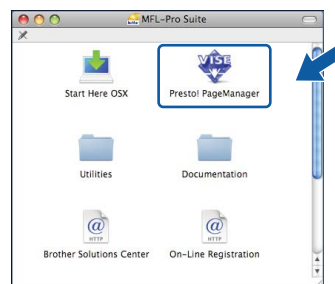 MFL-Pro Suite
Start Here OSX
VISE
Presto! PageManager
Utilities
Documentation
@
HTTP
@
HTTP
Brother Solutions Center
On-Line Registration